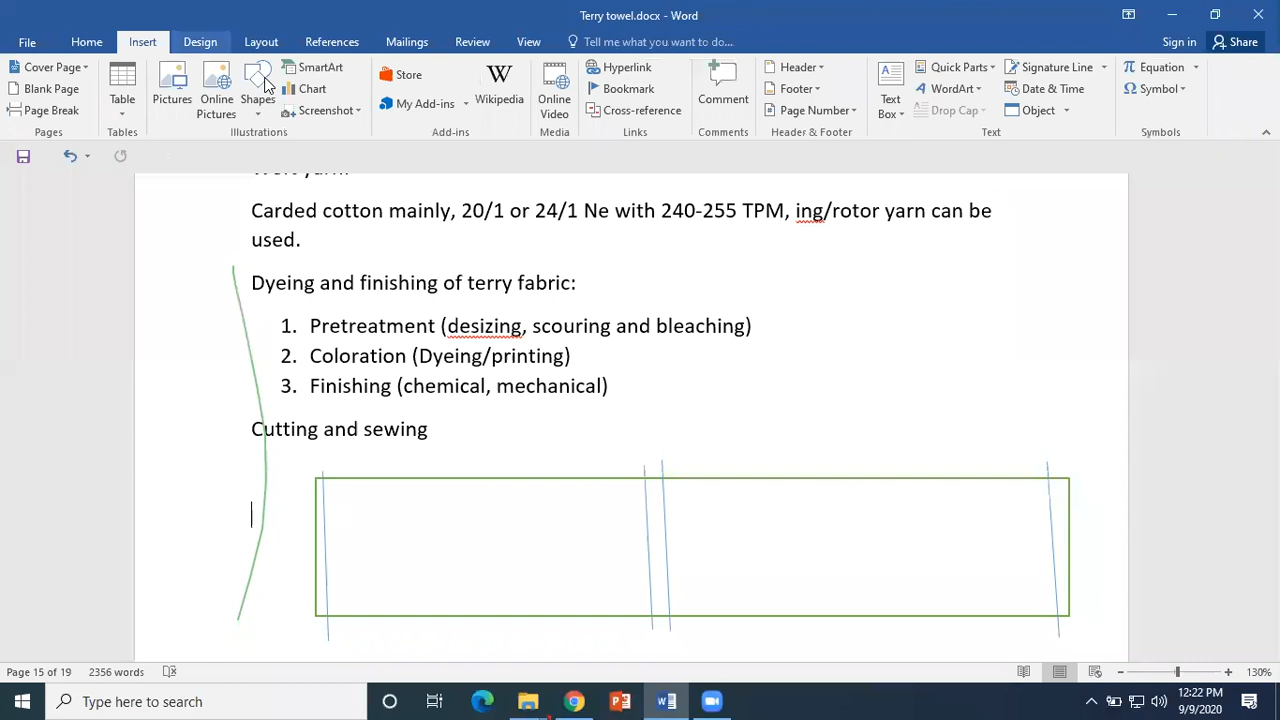 Terry towel.docx - Word
File Home Insert Design Layout References Mailings Review View Tell me what you want to do... Sign in Share
Cover Page
Blank Page
Page Break
Pages
Table
Tables
Pictures
Online Pictures
Shapes
SmartArt
Chart
Screenshot
Illustrations
Store
My Add-ins
Wikipedia
Add-ins
Online Video
Media
Hyperlink
Bookmark
Cross-reference
Links
Comment
Comments
Header
Footer
Page Number
Header & Footer
Text Box
Quick Parts
WordArt
Drop Cap
Signature Line
Date & Time
Object
Text
Equation
Symbol
Symbols
Carded cotton mainly, 20/1 or 24/1 Ne with 240-255 TPM, ing/rotor yarn can be
used.
Dyeing and finishing of terry fabric:
1. Pretreatment (desizing, scouring and bleaching)
2. Coloration (Dyeing/printing)
3. Finishing (chemical, mechanical)
Cutting and sewing
Page 15 of 19 2356 words 130%
Type here to search
12:22 PM
9/9/2020